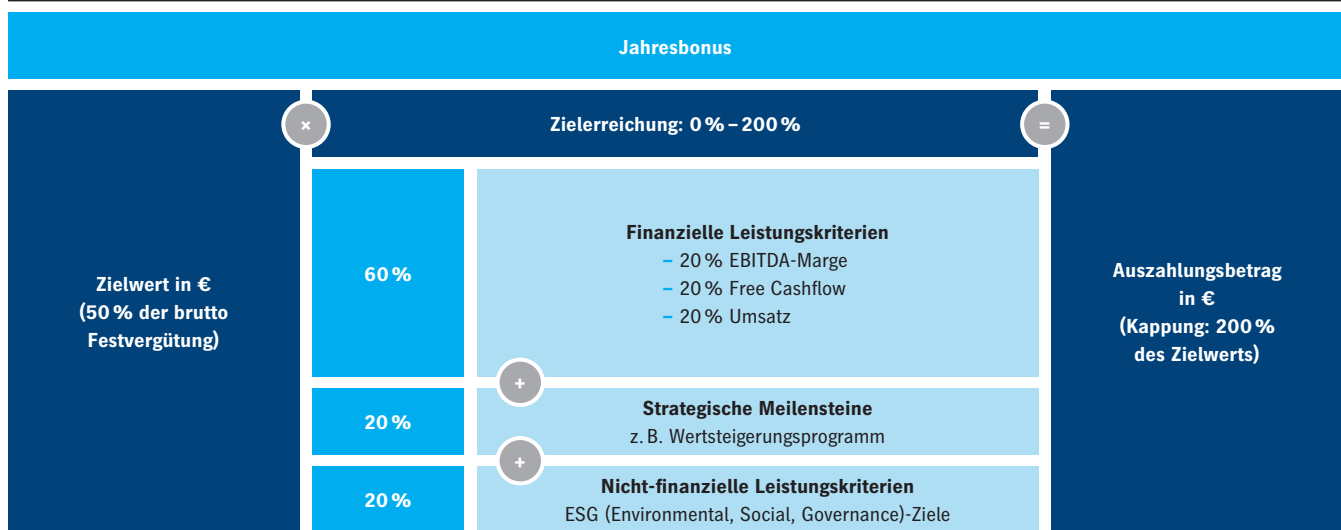 Jahresbonus
Zielwert in €
(50 % der brutto
Festvergütung)
×
Zielerreichung: 0 % – 200 %
=
60 %
Finanzielle Leistungskriterien
– 20 % EBITDA-Marge
– 20 % Free Cashflow
– 20 % Umsatz
+
20 %
Strategische Meilensteine
z. B. Wertsteigerungsprogramm
+
20 %
Nicht-finanzielle Leistungskriterien
ESG (Environmental, Social, Governance)-Ziele
Auszahlungsbetrag
in €
(Kappung: 200 %
des Zielwerts)